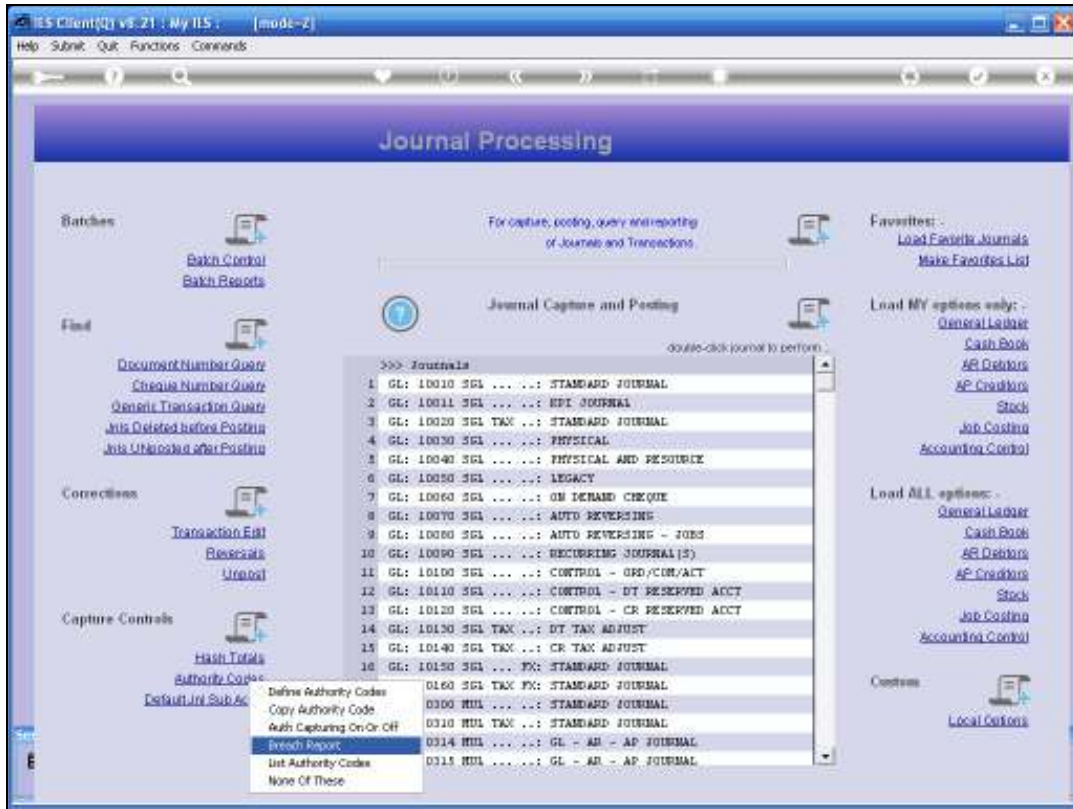 IES Client(Q) v8.21 : My IES : [mode=2]
Help Submit Quit Functions Commands
Journal Processing
Batches
Batch Control
Batch Reports
Find
Document Number Query
Cheque Number Query
Generic Transaction Query
Jnls Deleted before Posting
Jnls UNposted after Posting
Corrections
Transaction Edit
Reversals
Unpost
Capture Controls
Hash Totals
Authority Codes
Default Jnl Sub Ac
For capture, posting, query and reporting
of Journals and Transactions.
Journal Capture and Posting
double-click journal to perform
>>> Journals
1 GL: 10010 SGL ... ..: STANDARD JOURNAL
2 GL: 10011 SGL ... ..: KPI JOURNAL
3 GL: 10020 SGL TAX ..: STANDARD JOURNAL
4 GL: 10030 SGL ... ..: PHYSICAL
5 GL: 10040 SGL ... ..: PHYSICAL AND RESOURCE
6 GL: 10050 SGL ... ..: LEGACY
7 GL: 10060 SGL ... ..: ON DEMAND CHEQUE
8 GL: 10070 SGL ... ..: AUTO REVERSING
9 GL: 10080 SGL ... ..: AUTO REVERSING - JOBS
10 GL: 10090 SGL ... ..: RECURRING JOURNAL(S)
11 GL: 10100 SGL ... ..: CONTROL - ORD/COM/ACT
12 GL: 10110 SGL ... ..: CONTROL - DT RESERVED ACCT
13 GL: 10120 SGL ... ..: CONTROL - CR RESERVED ACCT
14 GL: 10130 SGL TAX ..: DT TAX ADJUST
15 GL: 10140 SGL TAX ..: CR TAX ADJUST
16 GL: 10150 SGL ... FX: STANDARD JOURNAL
0160 SGL TAX FX: STANDARD JOURNAL
0300 MUL ... ..: STANDARD JOURNAL
0310 MUL TAX ..: STANDARD JOURNAL
0314 MUL ... ..: GL - AR - AP JOURNAL
0315 MUL ... ..: GL - AR - AP JOURNAL
Define Authority Codes
Copy Authority Code
Auth Capturing On Or Off
Breach Report
List Authority Codes
None Of These
Favorites: -
Load Favorite Journals
Make Favorites List
Load MY options only: -
General Ledger
Cash Book
AR Debtors
AP Creditors
Stock
Job Costing
Accounting Control
Load ALL options: -
General Ledger
Cash Book
AR Debtors
AP Creditors
Stock
Job Costing
Accounting Control
Custom
Local Options